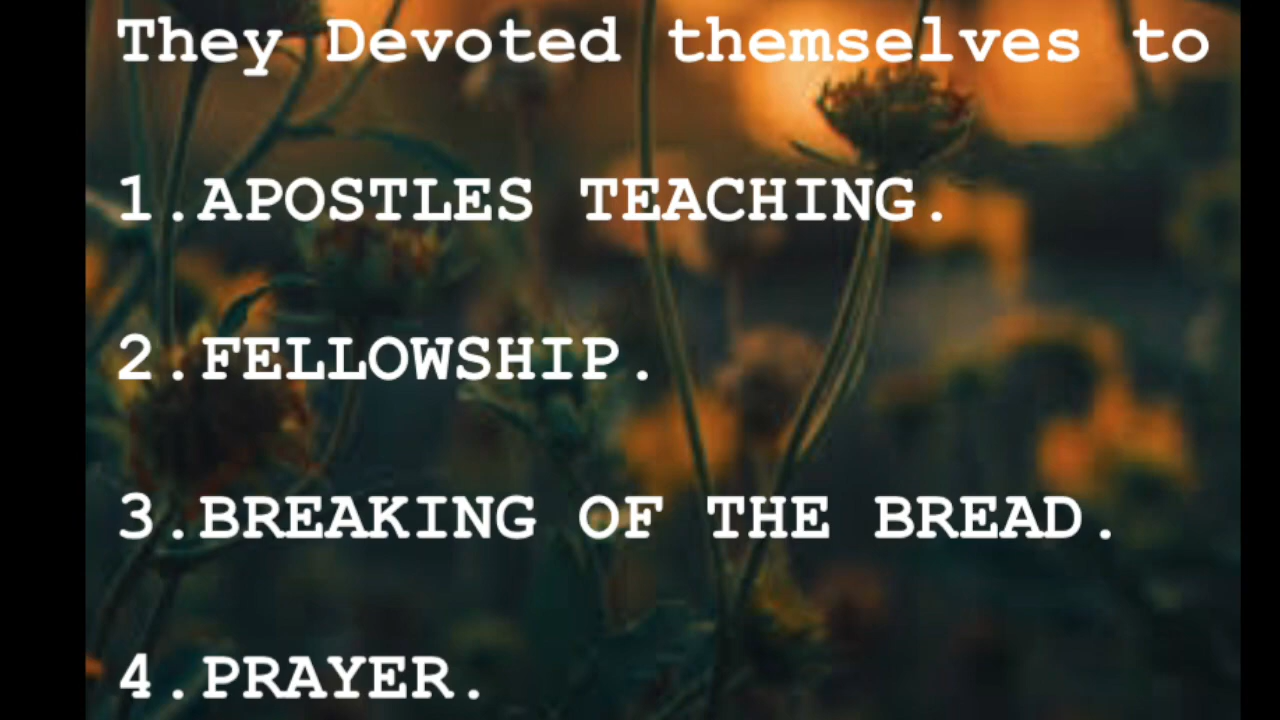 They Devoted themselves to
1.APOSTLES TEACHING.
2.FELLOWSHIP.
3.BREAKING OF THE BREAD.
4.PRAYER.